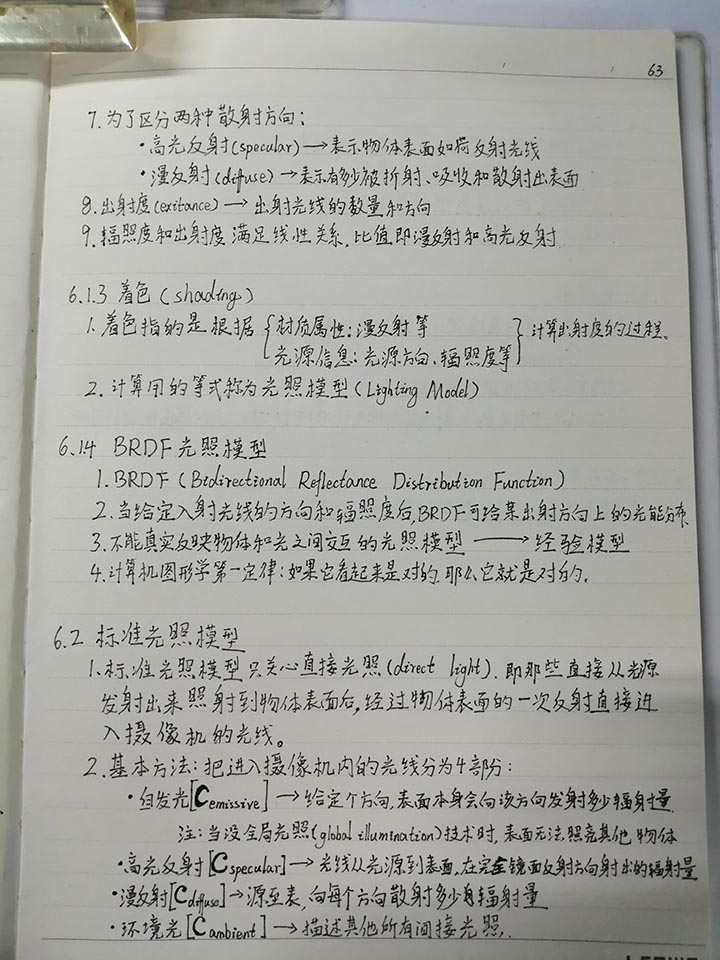 63
7.为了区分两种散射方向:
·高光反射(specular)→表示物体表面如何反射光线
·漫反射(diffuse)→表示有多少被折射、吸收和散射出表面
8.出射度(exitance)→出射光线的数量和方向
9.辐照度和出射度满足线性关系,比值即漫反射和高光反射
6.1.3 着色(shading)
1.着色指的是根据{材质属性:漫反射等
光源信息:光源方向、辐照度等}计算出射度的过程。
2.计算用的等式称为光照模型(Lighting Model)
6.1.4 BRDF光照模型
1.BRDF(Bidirectional Reflectance Distribution Function)
2.当给定入射光线的方向和辐照度后,BRDF可给某出射方向上的光能分布.
3.不能真实反映物体和光之间交互的光照模型→经验模型
4.计算机图形学第一定律:如果它看起来是对的.那么它就是对的.
6.2 标准光照模型
1.标准光照模型只关心直接光照(direct light).即那些直接从光源
发射出来照射到物体表面后,经过物体表面的一次反射直接进
入摄像机的光线。
2.基本方法:把进入摄像机内的光线分为4部分:
·自发光[Cemissive]→给定个方向,表面本身会向该方向发射多少辐射量
注:当没全局光照(global illumination)技术时,表面无法照亮其他物体
·高光反射[Cspecular]→光线从光源到表面,在完全镜面反射方向射出的辐射量
·漫反射[Cdiffuse]→源至表,向每个方向散射多少辐射量
·环境光[Cambient]→描述其他所有间接光照.